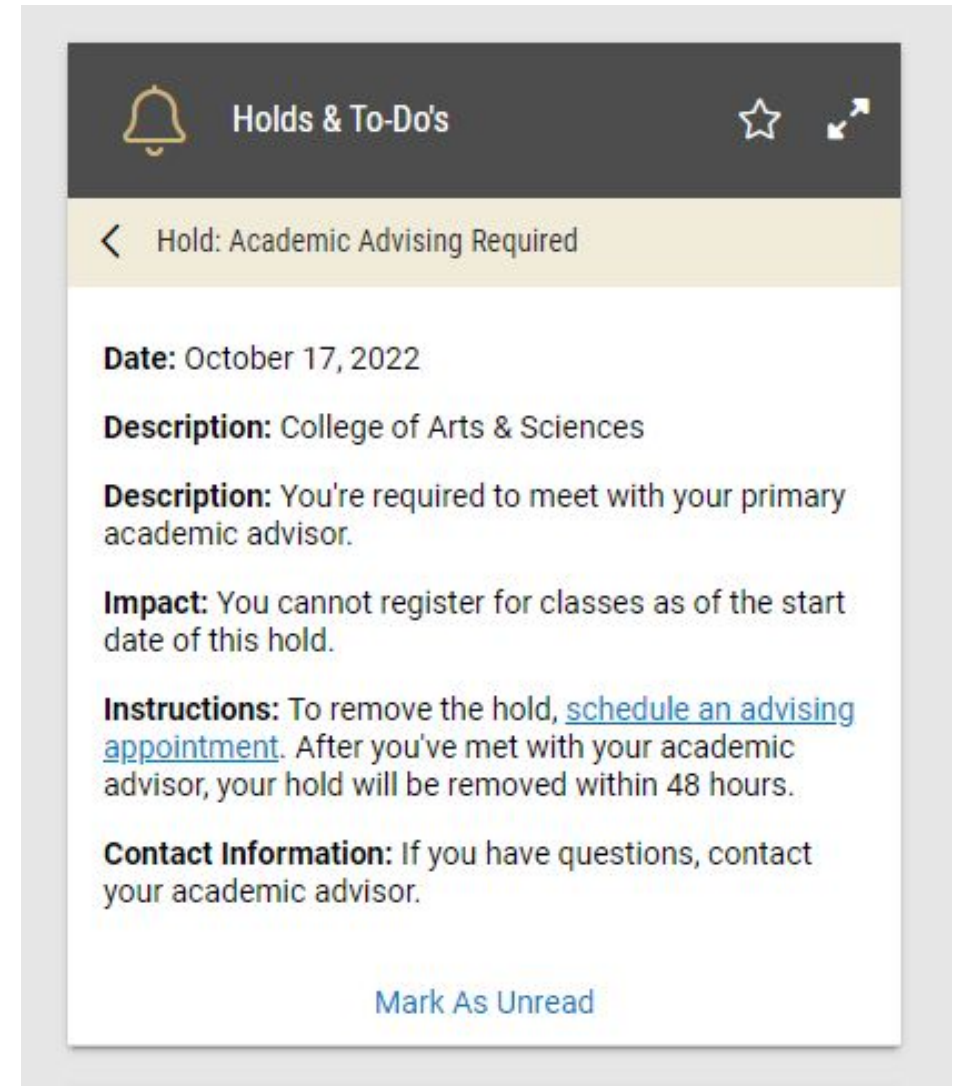 Holds & To-Do's
Hold: Academic Advising Required
Date: October 17, 2022
Description: College of Arts & Sciences
Description: You're required to meet with your primary
academic advisor.
Impact: You cannot register for classes as of the start
date of this hold.
Instructions: To remove the hold, schedule an advising
appointment. After you've met with your academic
advisor, your hold will be removed within 48 hours.
Contact Information: If you have questions, contact
your academic advisor.
Mark As Unread